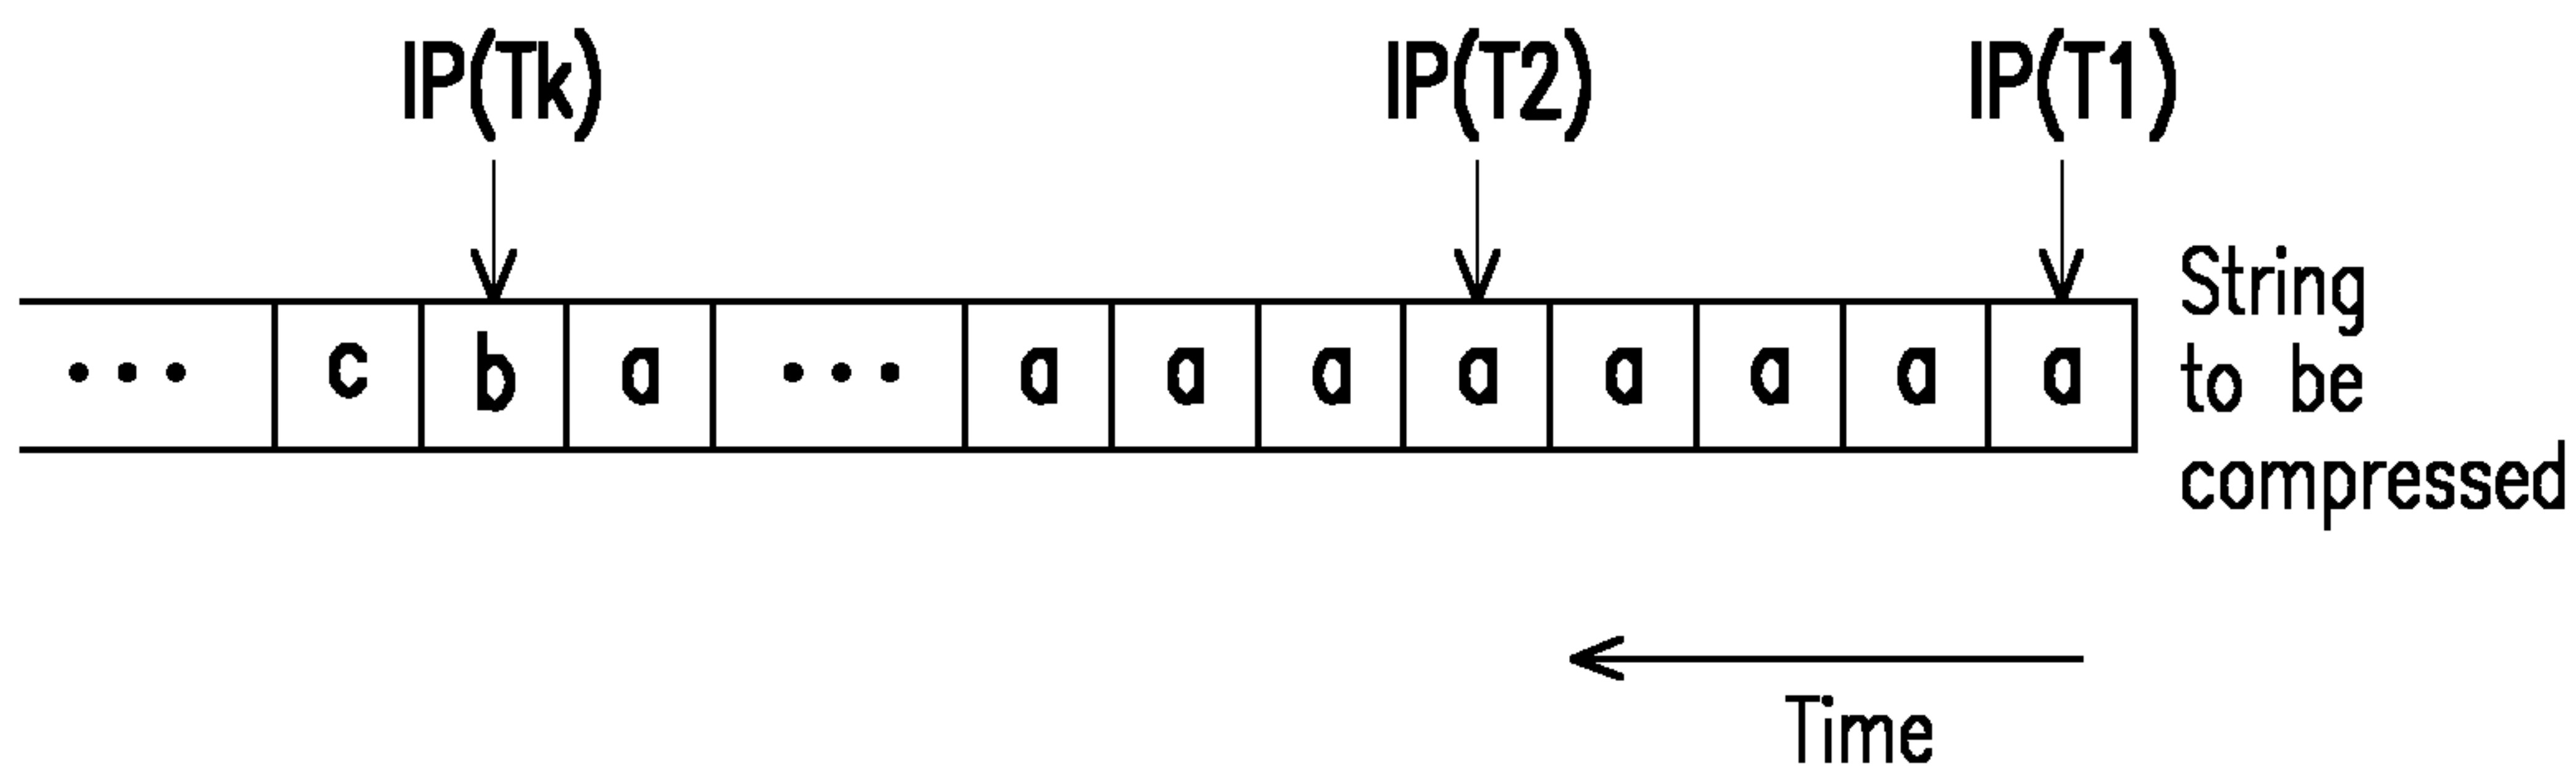 IP(Tk) IP(T2) IP(T1)
... c b a ... a a a a a a a a
String
to be
compressed
Time